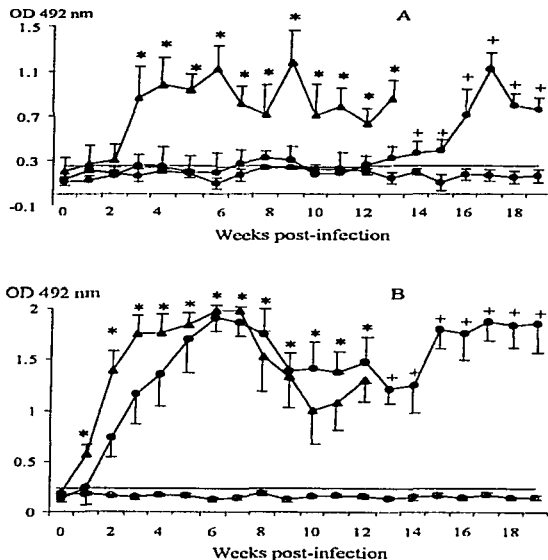 OD 492 nm
A
1.5
1.1
0.7
0.3
-0.1
* * * * * * * * * *
+ + + + + +
0 2 4 6 8 10 12 14 16 18
Weeks post-infection
OD 492 nm
B
2
1.5
1
0.5
0
* * * * * * * * * * * *
+ + + + + + +
0 2 4 6 8 10 12 14 16 18
Weeks post-infection